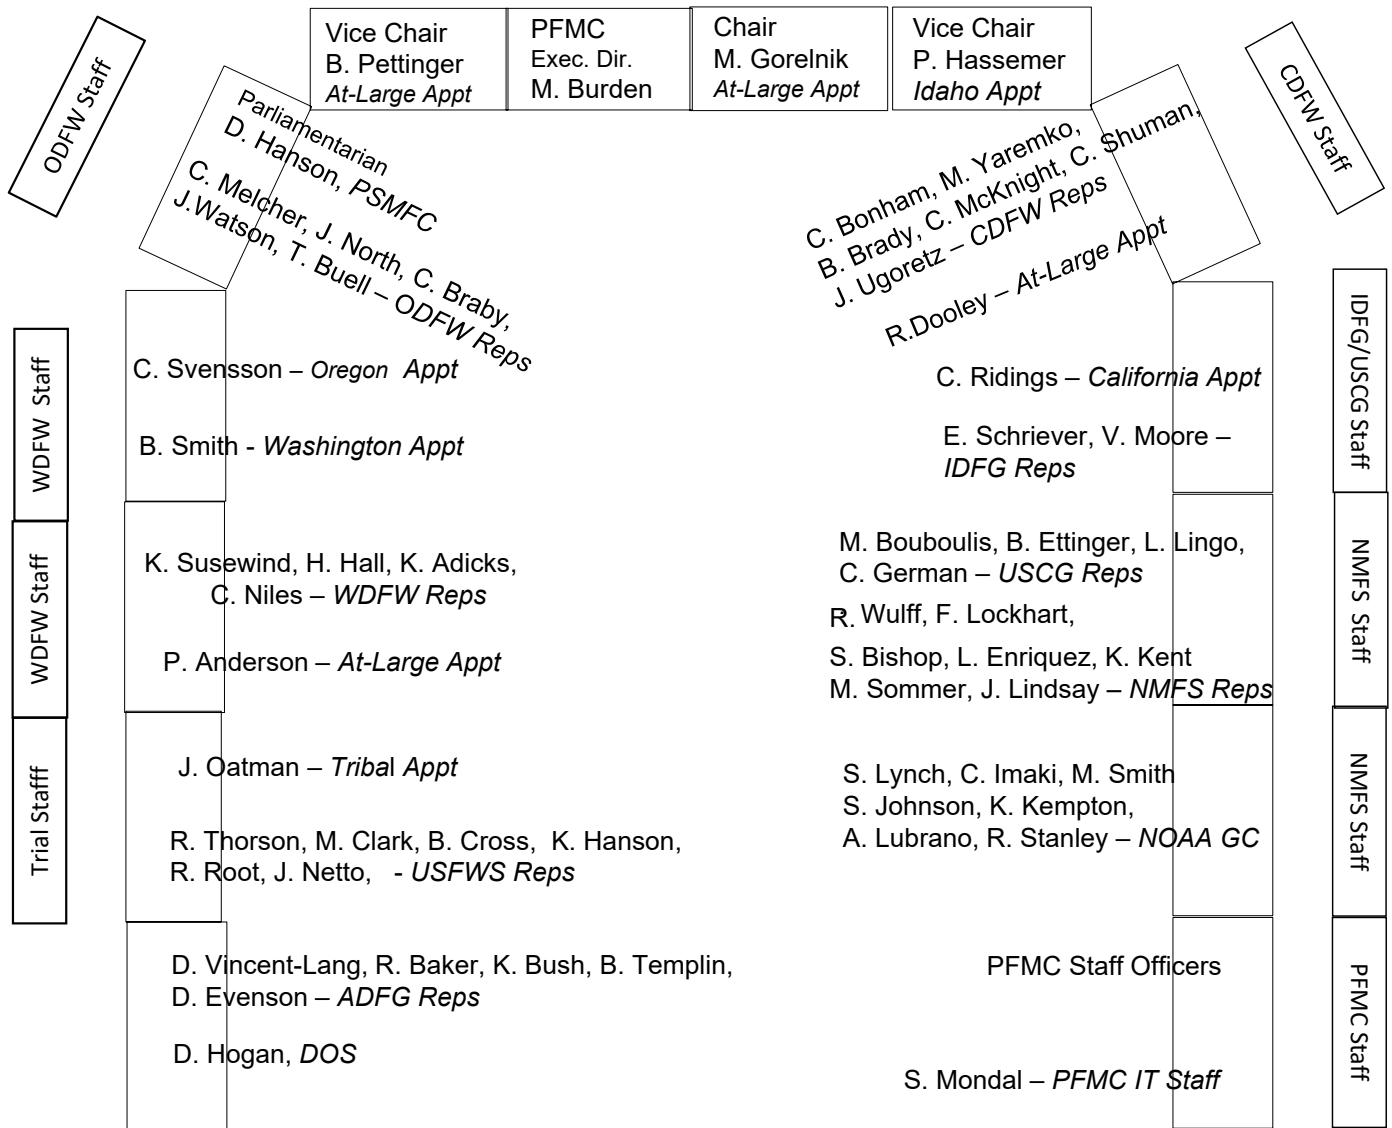 Vice Chair
B. Pettinger
At-Large Appt
PFMC
Exec. Dir.
M. Burden
Chair
M. Gorelnik
At-Large Appt
Vice Chair
P. Hassemer
Idaho Appt
ODFW Staff
Parliamentarian
D. Hanson, PSMFC
C. Melcher, J. North, C. Braby,
J.Watson, T. Buell – ODFW Reps
C. Svensson – Oregon Appt
B. Smith - Washington Appt
WDFW Staff
K. Susewind, H. Hall, K. Adicks,
C. Niles – WDFW Reps
P. Anderson – At-Large Appt
WDFW Staff
J. Oatman – Tribal Appt
R. Thorson, M. Clark, B. Cross, K. Hanson,
R. Root, J. Netto, - USFWS Reps
Trial Stafff
D. Vincent-Lang, R. Baker, K. Bush, B. Templin,
D. Evenson – ADFG Reps
D. Hogan, DOS
CDFW Staff
C. Bonham, M. Yaremko,
B. Brady, C. McKnight, C. Shuman,
J. Ugoretz – CDFW Reps
R.Dooley – At-Large Appt
C. Ridings – California Appt
E. Schriever, V. Moore –
IDFG Reps
IDFG/USCG Staff
M. Bouboulis, B. Ettinger, L. Lingo,
C. German – USCG Reps
R. Wulff, F. Lockhart,
S. Bishop, L. Enriquez, K. Kent
M. Sommer, J. Lindsay – NMFS Reps
NMFS Staff
S. Lynch, C. Imaki, M. Smith
S. Johnson, K. Kempton,
A. Lubrano, R. Stanley – NOAA GC
NMFS Staff
PFMC Staff Officers
S. Mondal – PFMC IT Staff
PFMC Staff